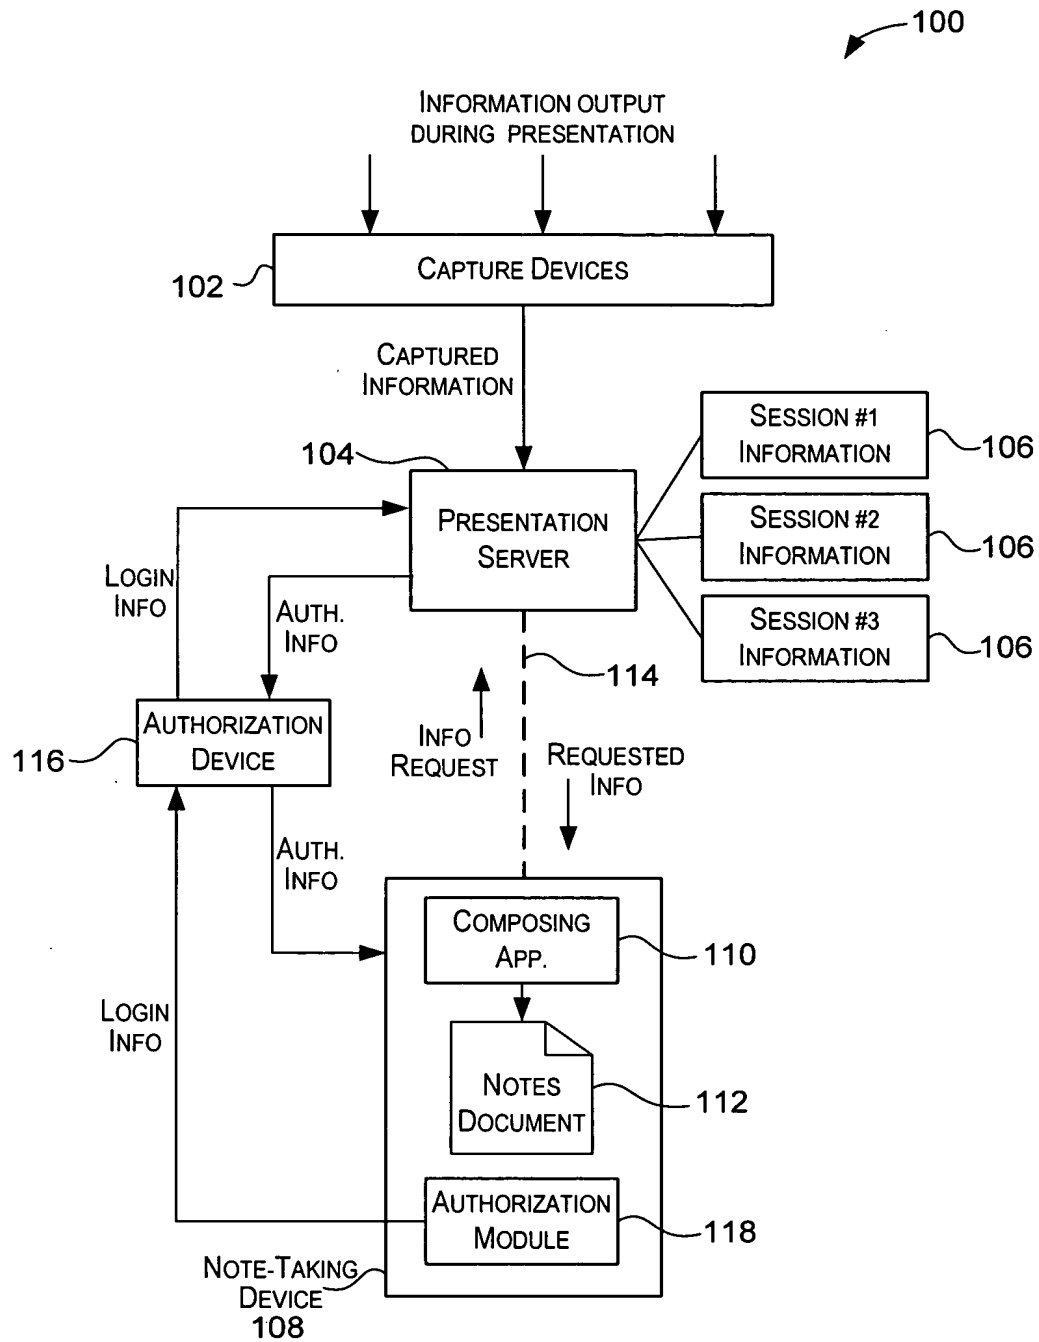 100
INFORMATION OUTPUT
DURING PRESENTATION
CAPTURE DEVICES
102
CAPTURED
INFORMATION
104
PRESENTATION
SERVER
SESSION #1
INFORMATION
106
SESSION #2
INFORMATION
106
SESSION #3
INFORMATION
106
LOGIN
INFO
AUTH.
INFO
114
AUTHORIZATION
DEVICE
116
INFO
REQUEST
REQUESTED
INFO
AUTH.
INFO
COMPOSING
APP.
110
LOGIN
INFO
NOTES
DOCUMENT
112
AUTHORIZATION
MODULE
118
NOTE-TAKING
DEVICE
108